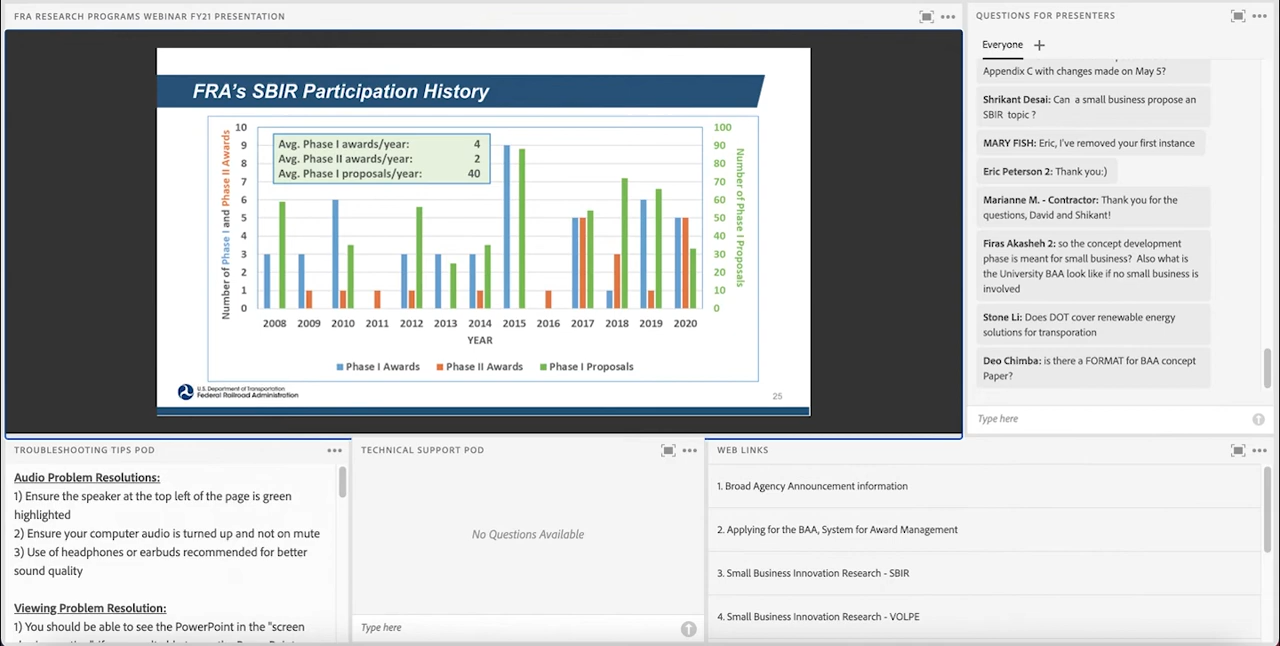 FRA RESEARCH PROGRAMS WEBINAR FY21 PRESENTATION
FRA's SBIR Participation History
Avg. Phase I awards/year: 4
Avg. Phase II awards/year: 2
Avg. Phase I proposals/year: 40
Number of Phase I and Phase II Awards
10
9
8
7
6
5
4
3
2
1
0
100
90
80
70
60
50
40
30
20
10
0
Number of Phase I Proposals
2008 2009 2010 2011 2012 2013 2014 2015 2016 2017 2018 2019 2020
YEAR
Phase I Awards Phase II Awards Phase I Proposals
U.S. Department of Transportation
Federal Railroad Administration
25
QUESTIONS FOR PRESENTERS
Everyone +
Appendix C with changes made on May 5?
Shrikant Desai: Can a small business propose an
SBIR topic ?
MARY FISH: Eric, I've removed your first instance
Eric Peterson 2: Thank you:)
Marianne M. - Contractor: Thank you for the
questions, David and Shikant!
Firas Akasheh 2: so the concept development
phase is meant for small business? Also what is
the University BAA look like if no small business is
involved
Stone Li: Does DOT cover renewable energy
solutions for transporation
Deo Chimba: is there a FORMAT for BAA concept
Paper?
Type here
TROUBLESHOOTING TIPS POD
Audio Problem Resolutions:
1) Ensure the speaker at the top left of the page is green
highlighted
2) Ensure your computer audio is turned up and not on mute
3) Use of headphones or earbuds recommended for better
sound quality
Viewing Problem Resolution:
1) You should be able to see the PowerPoint in the "screen
TECHNICAL SUPPORT POD
No Questions Available
Type here
WEB LINKS
1. Broad Agency Announcement information
2. Applying for the BAA, System for Award Management
3. Small Business Innovation Research - SBIR
4. Small Business Innovation Research - VOLPE